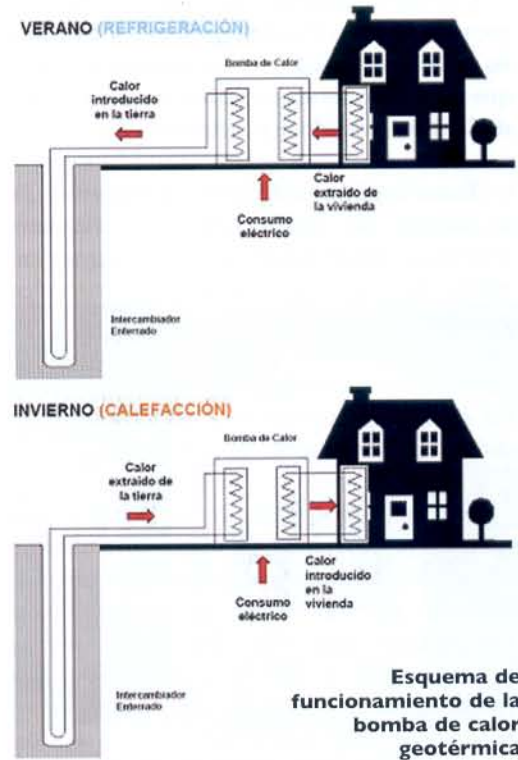 VERANO (REFRIGERACIÓN)
Bomba de Calor
Calor
introducido
en la tierra
Calor
extraído de
la vivienda
Consumo
eléctrico
Intercambiador
Enterrado
INVIERNO (CALEFACCIÓN)
Bomba de Calor
Calor
extraído de
la tierra
Calor
introducido
en la
vivienda
Consumo
eléctrico
Intercambiador
Enterrado
Esquema de
funcionamiento de la
bomba de calor
geotérmica